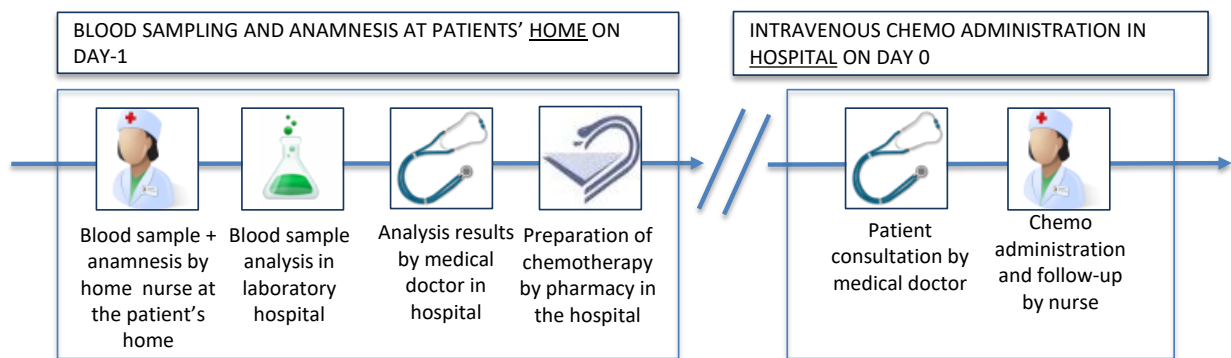 BLOOD SAMPLING AND ANAMNESIS AT PATIENTS' HOME ON
DAY-1
INTRAVENOUS CHEMO ADMINISTRATION IN
HOSPITAL ON DAY 0
Blood sample +
anamnesis by
home nurse at
the patient's
home
Blood sample
analysis in
laboratory
hospital
Analysis results
by medical
doctor in
hospital
Preparation of
chemotherapy
by pharmacy in
the hospital
Patient
consultation by
medical doctor
Chemo
administration
and follow-up
by nurse